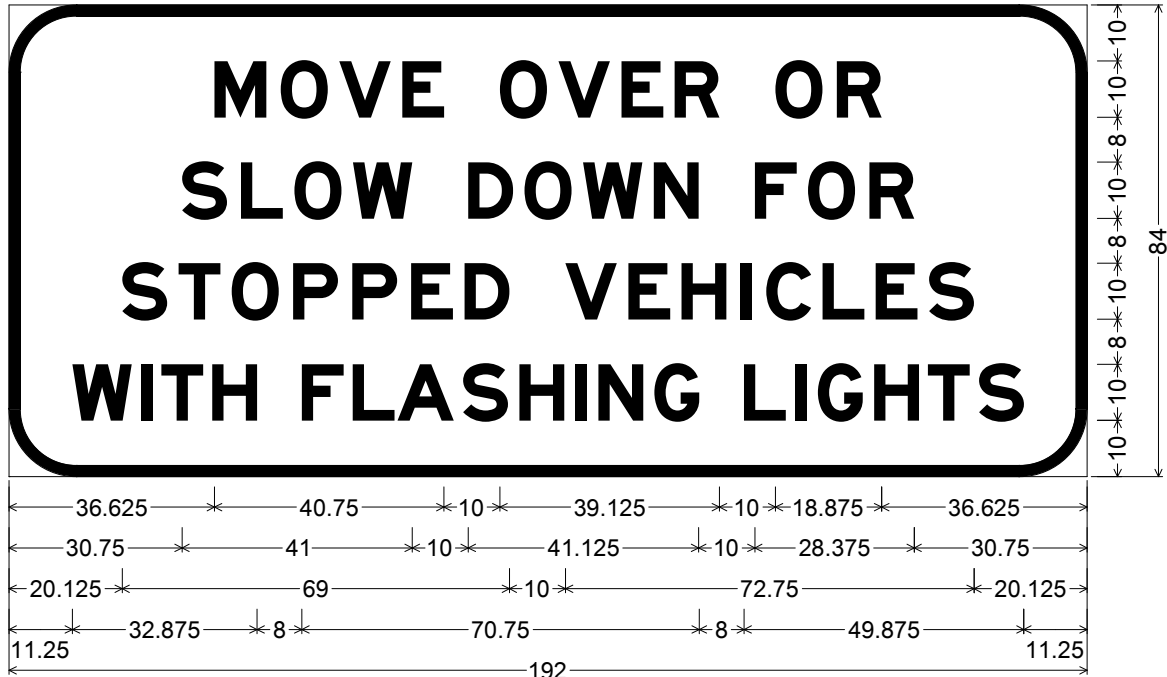 MOVE OVER OR
SLOW DOWN FOR
STOPPED VEHICLES
WITH FLASHING LIGHTS
10
10
8
10
8
10
8
10
10
84
36.625 40.75 10 39.125 10 18.875 36.625
30.75 41 10 41.125 10 28.375 30.75
20.125 69 10 72.75 20.125
11.25 32.875 8 70.75 8 49.875 11.25
192